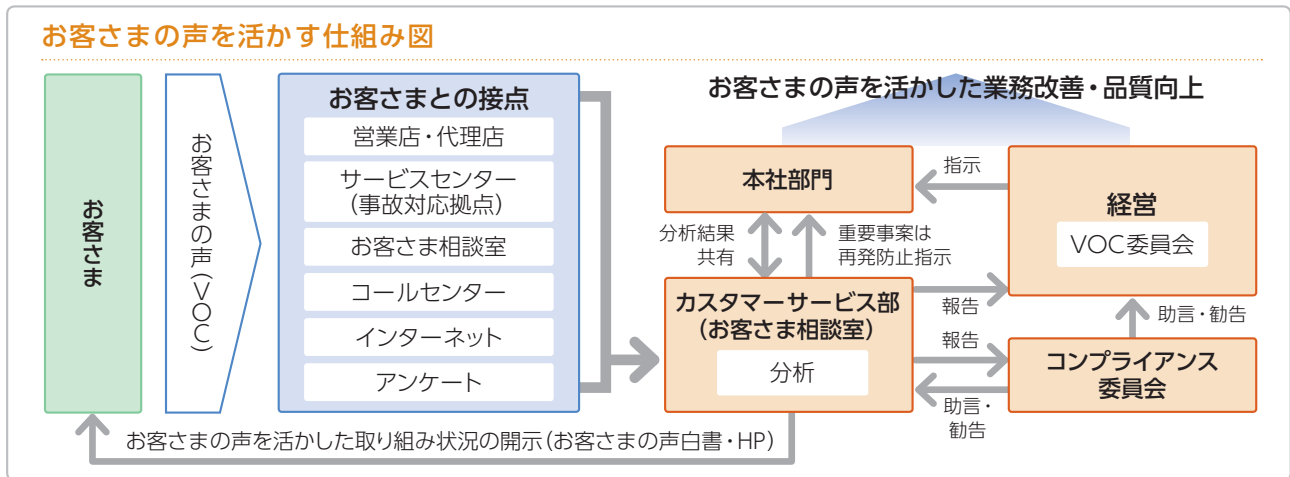 お客さまの声を活かす仕組み図
お客さま
お客さまの声(VOC)
お客さまとの接点
営業店・代理店
サービスセンター
(事故対応拠点)
お客さま相談室
コールセンター
インターネット
アンケート
お客さまの声を活かした業務改善・品質向上
本社部門
指示
経営
VOC委員会
分析結果
共有
重要事案は
再発防止指示
カスタマーサービス部
(お客さま相談室)
分析
報告
報告
助言・勧告
コンプライアンス
委員会
助言・
勧告
お客さまの声を活かした取り組み状況の開示(お客さまの声白書・HP)